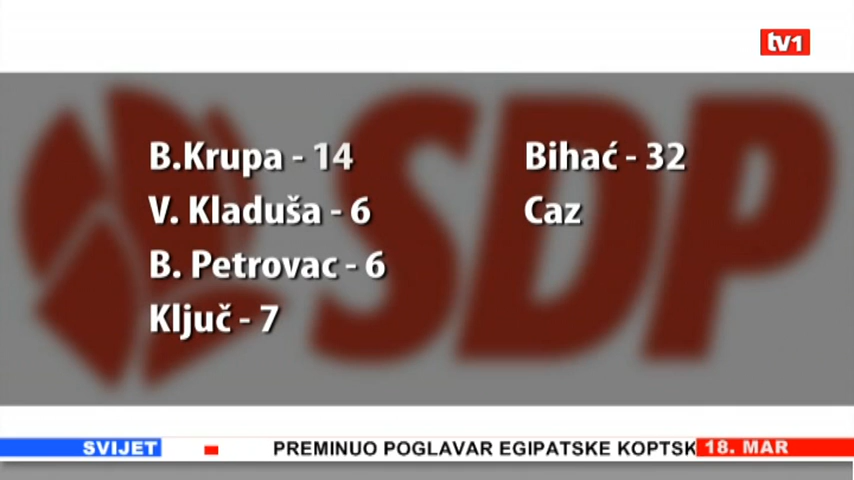 tv1
SDP
B.Krupa - 14
V. Kladuša - 6
B. Petrovac - 6
Ključ - 7
Bihać - 32
Caz
SVIJET
PREMINUO POGLAVAR EGIPATSKE KOPTSK
18. MAR